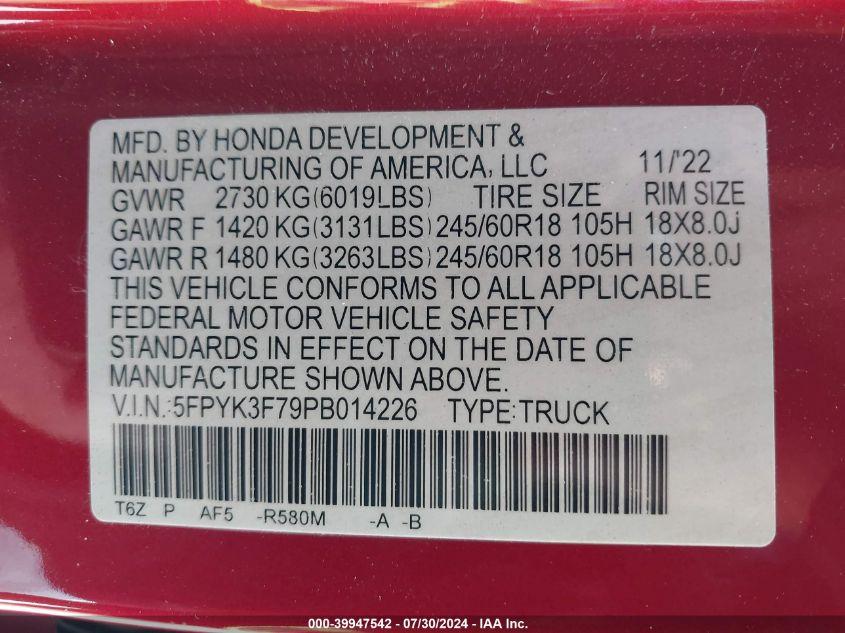 MFD. BY HONDA DEVELOPMENT &
MANUFACTURING OF AMERICA, LLC 11/'22
GVWR 2730 KG(6019LBS) TIRE SIZE RIM SIZE
GAWR F 1420 KG(3131LBS) 245/60R18 105H 18X8.0J
GAWR R 1480 KG(3263LBS) 245/60R18 105H 18X8.0J
THIS VEHICLE CONFORMS TO ALL APPLICABLE
FEDERAL MOTOR VEHICLE SAFETY
STANDARDS IN EFFECT ON THE DATE OF
MANUFACTURE SHOWN ABOVE.
V.I.N.:5FPYK3F79PB014226 TYPE:TRUCK
T6Z P AF5 -R580M -A -B
000-39947542 / 07/30/2024 - IAA Inc.